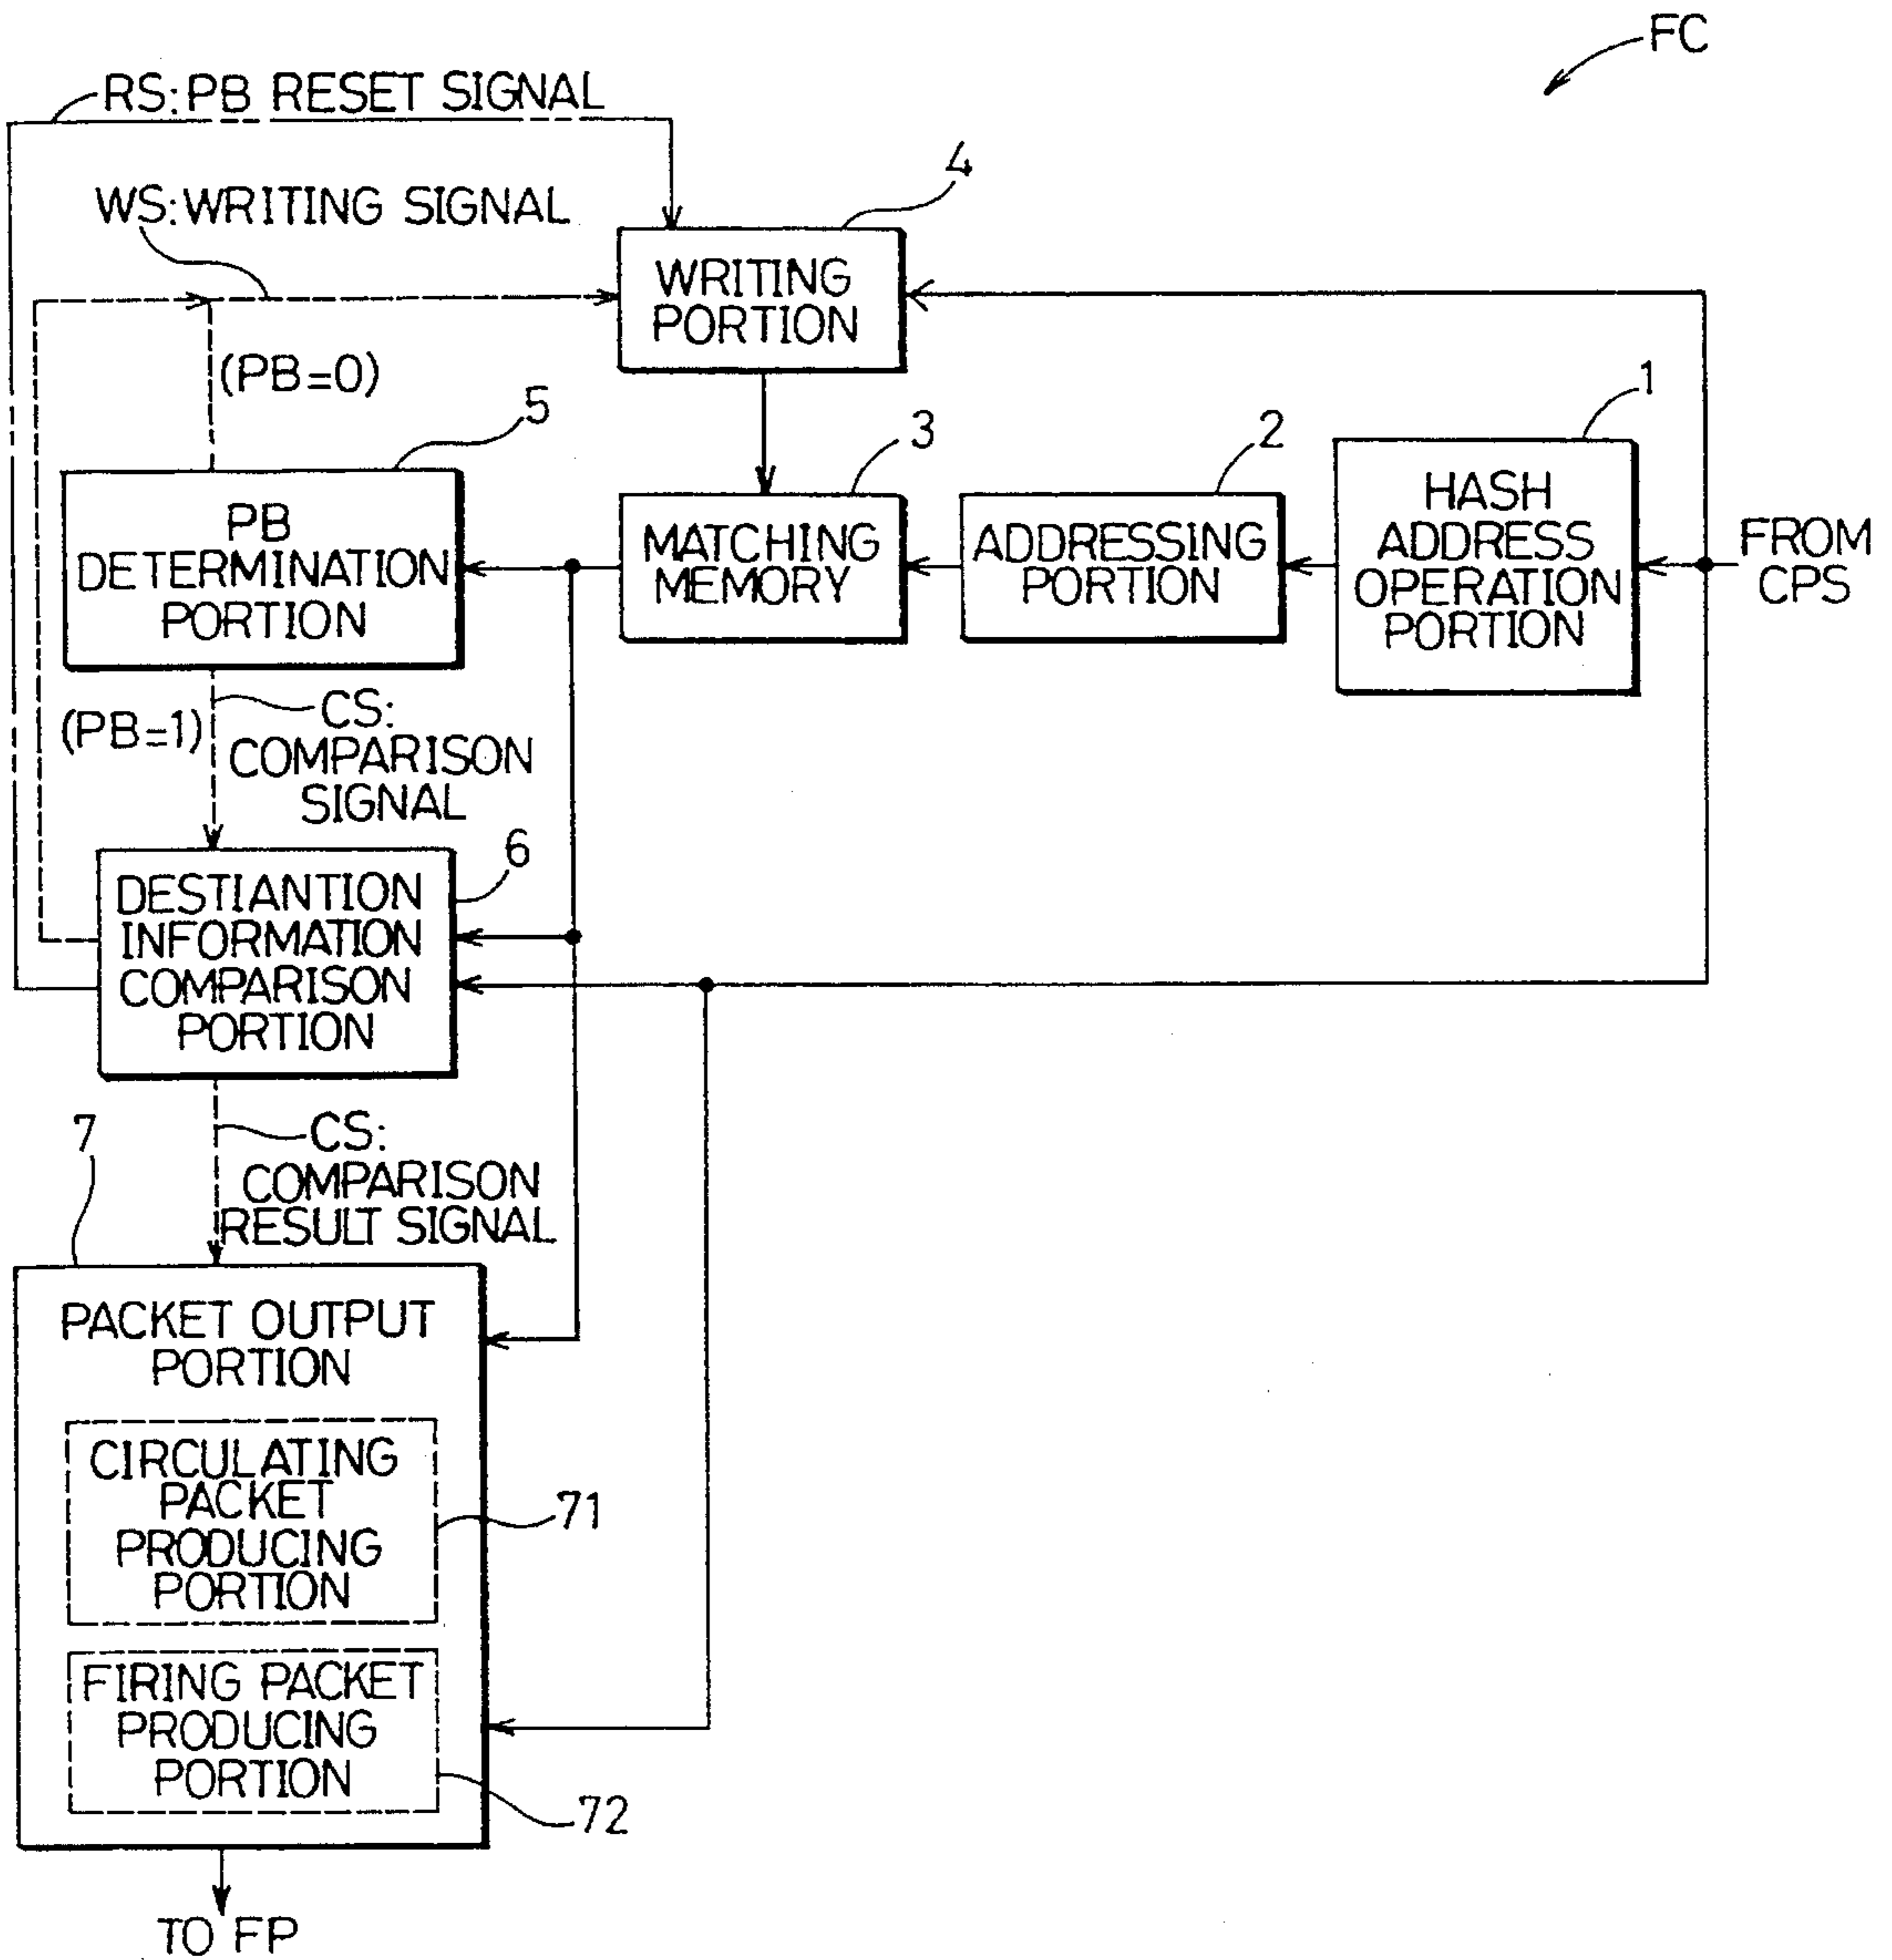 FC
RS:PB RESET SIGNAL
4
WS:WRITING SIGNAL
WRITING
PORTION
(PB=0)
5
3
2
1
PB
DETERMINATION
PORTION
MATCHING
MEMORY
ADDRESSING
PORTION
HASH
ADDRESS
OPERATION
PORTION
FROM
CPS
(PB=1)
CS:
COMPARISON
SIGNAL
6
DESTIANTION
INFORMATION
COMPARISON
PORTION
7
CS:
COMPARISON
RESULT SIGNAL
PACKET OUTPUT
PORTION
CIRCULATING
PACKET
PRODUCING
PORTION
71
FIRING PACKET
PRODUCING
PORTION
72
TO FP